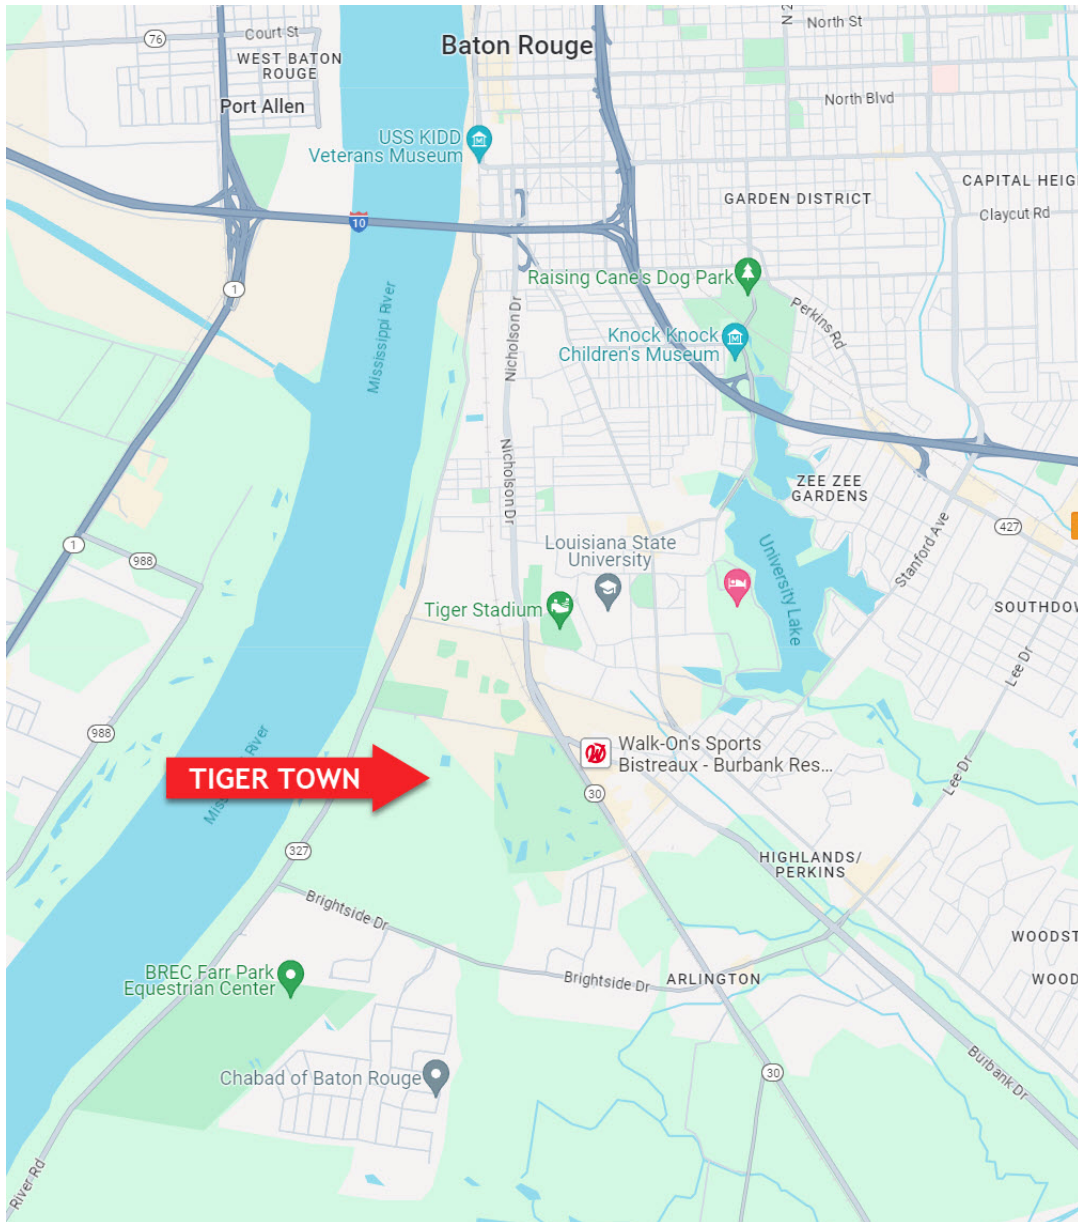 76
Court St
North St
Baton Rouge
WEST BATON
ROUGE
Port Allen
North Blvd
USS KIDD
Veterans Museum
CAPITAL HEIG
GARDEN DISTRICT
Claycut Rd
10
Raising Cane's Dog Park
1
Mississippi River
Nicholson Dr
Perkins Rd
Knock Knock
Children's Museum
Nicholson Dr
ZEE ZEE
GARDENS
427
Stanford Ave
1
988
Louisiana State
University
University Lake
Tiger Stadium
SOUTHDOW
Lee Dr
988
Walk-On's Sports
Bistreaux - Burbank Res...
TIGER TOWN
30
Lee Dr
327
HIGHLANDS/
PERKINS
Brightside Dr
WOODST
BREC Farr Park
Equestrian Center
Brightside Dr
ARLINGTON
WOOD
Chabad of Baton Rouge
30
Burbank Dr
River Rd